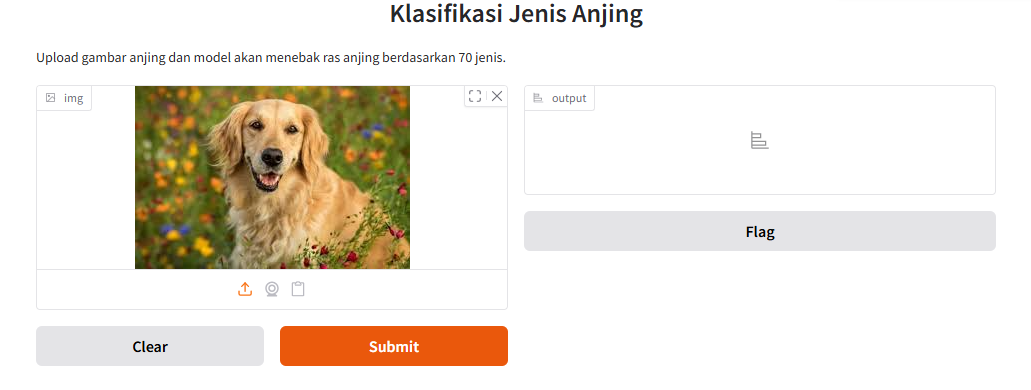 Klasifikasi Jenis Anjing
Upload gambar anjing dan model akan menebak ras anjing berdasarkan 70 jenis.
img
output
Flag
Clear
Submit